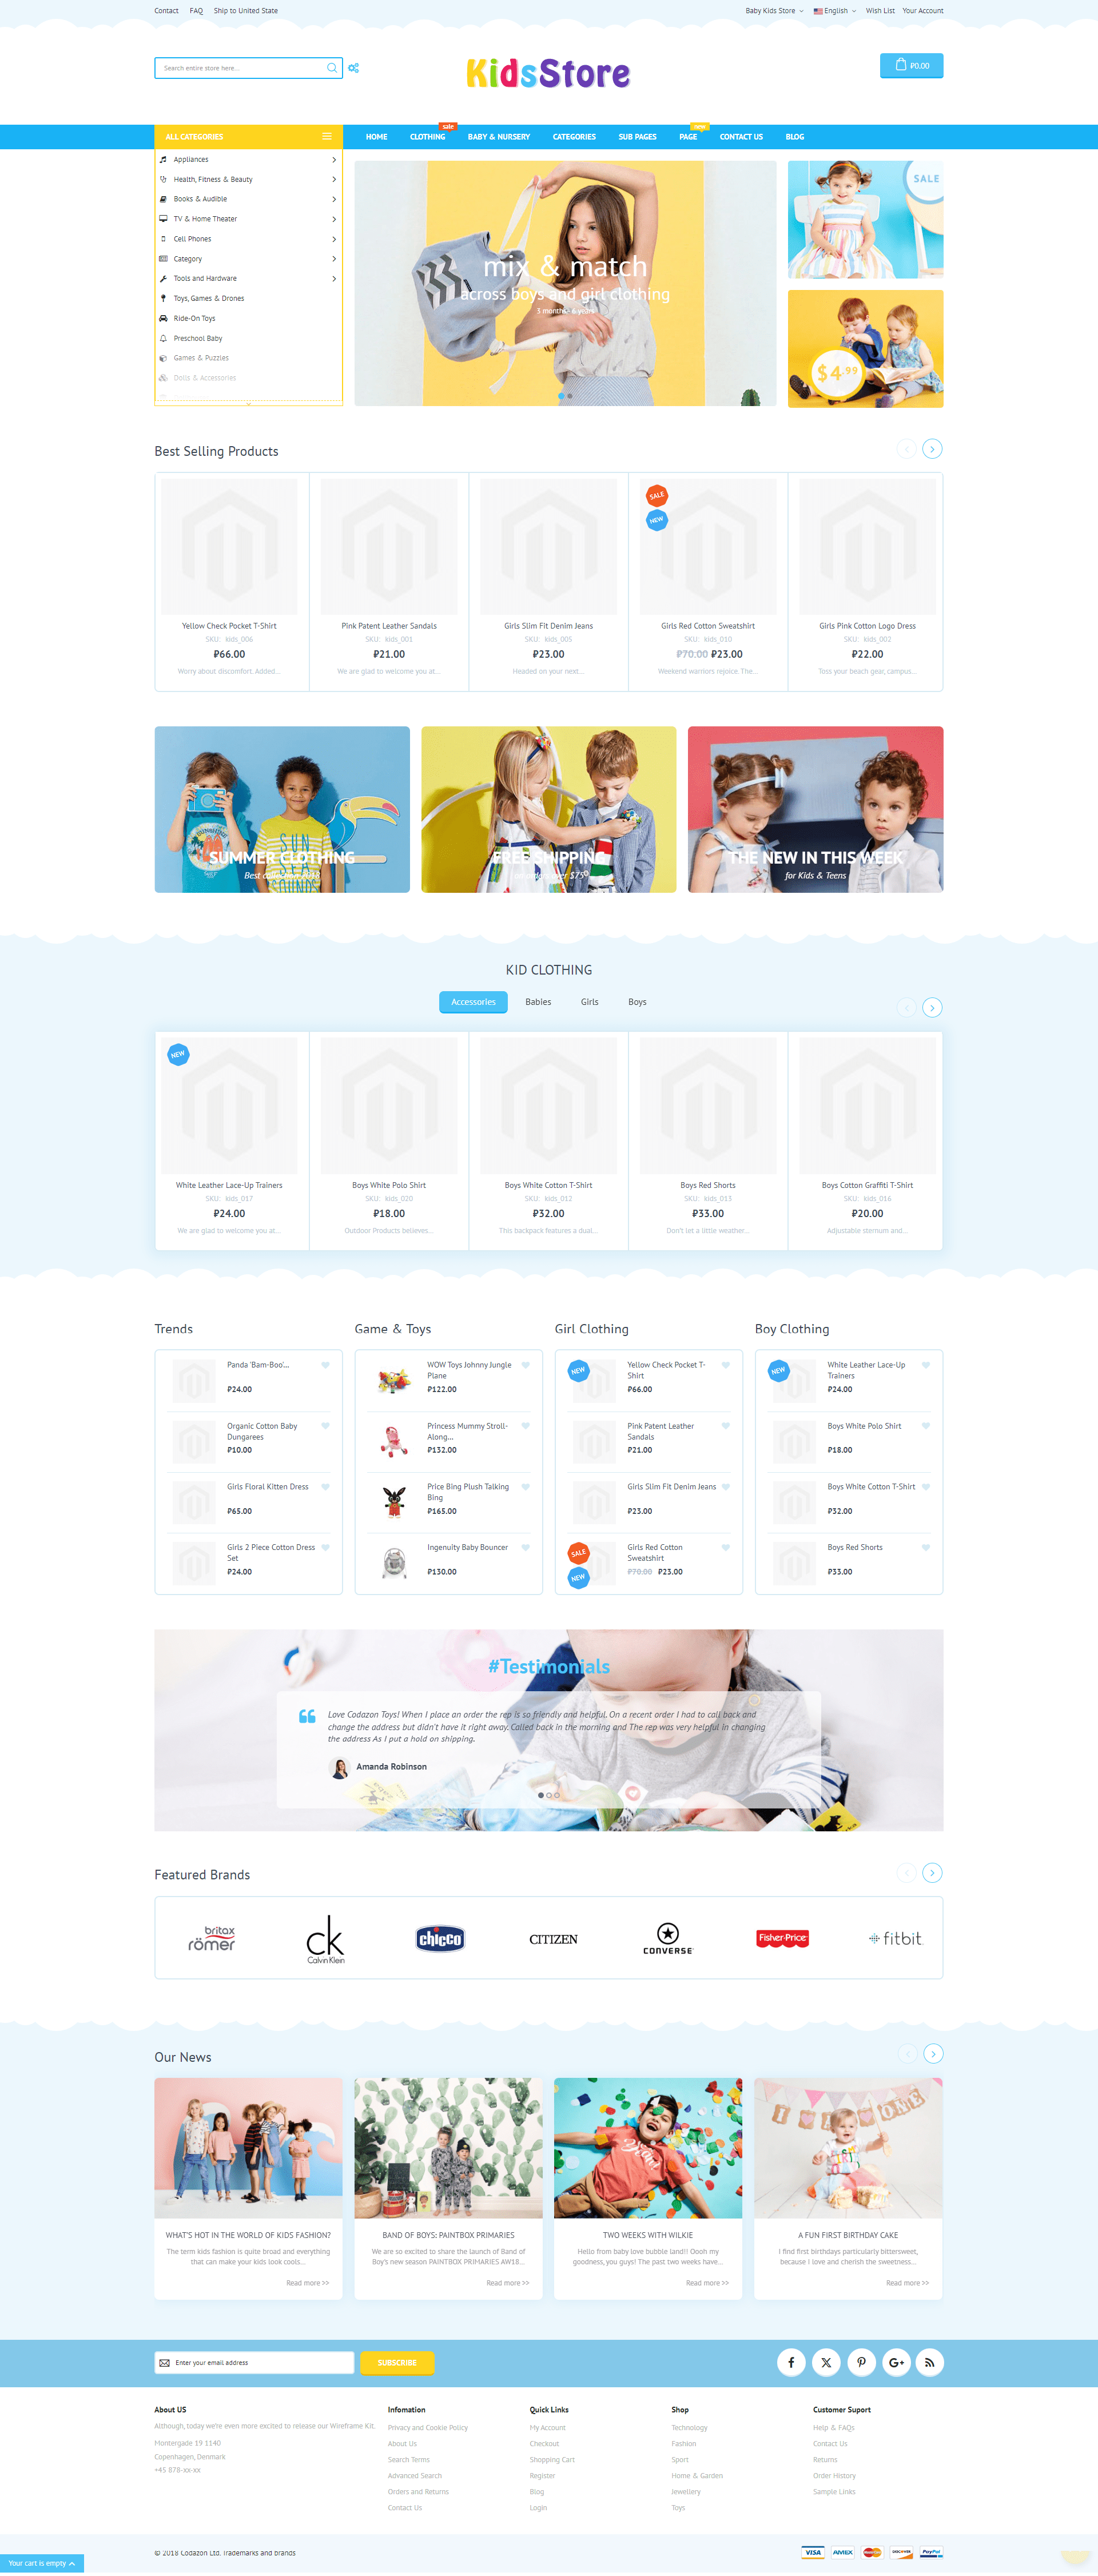 Contact FAQ Ship to United State
Baby Kids Store English Wish List Your Account
Search entire store here...
KidsStore
₽0.00
ALL CATEGORIES
HOME CLOTHING sale BABY & NURSERY CATEGORIES SUB PAGES PAGE new CONTACT US BLOG
Appliances
Health, Fitness & Beauty
Books & Audible
TV & Home Theater
Cell Phones
Category
Tools and Hardware
Toys, Games & Drones
Ride-On Toys
Preschool Baby
Games & Puzzles
Dolls & Accessories
mix & match
across boys and girl clothing
3 months - 6 years
SALE
$4.99
Best Selling Products
SALE
NEW
Yellow Check Pocket T-Shirt
SKU: kids_006
₽66.00
Worry about discomfort. Added...
Pink Patent Leather Sandals
SKU: kids_001
₽21.00
We are glad to welcome you at...
Girls Slim Fit Denim Jeans
SKU: kids_005
₽23.00
Headed on your next...
Girls Red Cotton Sweatshirt
SKU: kids_010
₽70.00 ₽23.00
Weekend warriors rejoice. The...
Girls Pink Cotton Logo Dress
SKU: kids_002
₽22.00
Toss your beach gear, campus...
SUMMER CLOTHING
Best collection 2018
FREE SHIPPING
on orders over $75
THE NEW IN THIS WEEK
for Kids & Teens
KID CLOTHING
Accessories Babies Girls Boys
NEW
White Leather Lace-Up Trainers
SKU: kids_017
₽24.00
We are glad to welcome you at...
Boys White Polo Shirt
SKU: kids_020
₽18.00
Outdoor Products believes...
Boys White Cotton T-Shirt
SKU: kids_012
₽32.00
This backpack features a dual...
Boys Red Shorts
SKU: kids_013
₽33.00
Don't let a little weather...
Boys Cotton Graffiti T-Shirt
SKU: kids_016
₽20.00
Adjustable sternum and...
Trends
Panda 'Bam-Boo'...
₽24.00
Organic Cotton Baby
Dungarees
₽10.00
Girls Floral Kitten Dress
₽65.00
Girls 2 Piece Cotton Dress
Set
₽24.00
Game & Toys
WOW Toys Johnny Jungle
Plane
₽122.00
Princess Mummy Stroll-
Along...
₽132.00
Price Bing Plush Talking
Bing
₽165.00
Ingenuity Baby Bouncer
₽130.00
Girl Clothing
NEW
Yellow Check Pocket T-
Shirt
₽66.00
Pink Patent Leather
Sandals
₽21.00
Girls Slim Fit Denim Jeans
₽23.00
SALE
NEW
Girls Red Cotton
Sweatshirt
₽70.00 ₽23.00
Boy Clothing
NEW
White Leather Lace-Up
Trainers
₽24.00
Boys White Polo Shirt
₽18.00
Boys White Cotton T-Shirt
₽32.00
Boys Red Shorts
₽33.00
#Testimonials
Love Codazon Toys! When I place an order the rep is so friendly and helpful. On a recent order I had to call back and
change the address but didn't have it right away. Called back in the morning and The rep was very helpful in changing
the address As I put a hold on shipping.
Amanda Robinson
Featured Brands
britax
römer
ck
Calvin Klein
chicco
CITIZEN
CONVERSE
Fisher-Price
fitbit
Our News
WHAT'S HOT IN THE WORLD OF KIDS FASHION?
The term kids fashion is quite broad and everything
that can make your kids look cools...
Read more >>
BAND OF BOYS: PAINTBOX PRIMARIES
We are so excited to share the launch of Band of
Boy's new season PAINTBOX PRIMARIES AW18...
Read more >>
TWO WEEKS WITH WILKIE
Hello from baby love bubble land!! Oooh my
goodness, you guys! The past two weeks have...
Read more >>
A FUN FIRST BIRTHDAY CAKE
I find first birthdays particularly bittersweet,
because I love and cherish the sweetness...
Read more >>
Enter your email address
SUBSCRIBE
About US
Although, today we're even more excited to release our Wireframe Kit.
Montergade 19 1140
Copenhagen, Denmark
+45 878-xx-xx
Infomation
Privacy and Cookie Policy
About Us
Search Terms
Advanced Search
Orders and Returns
Contact Us
Quick Links
My Account
Checkout
Shopping Cart
Register
Blog
Login
Shop
Technology
Fashion
Sport
Home & Garden
Jewellery
Toys
Customer Suport
Help & FAQs
Contact Us
Returns
Order History
Sample Links
© 2018 Codazon Ltd. Trademarks and brands
VISA AMEX MasterCard DISCOVER PayPal
Your cart is empty